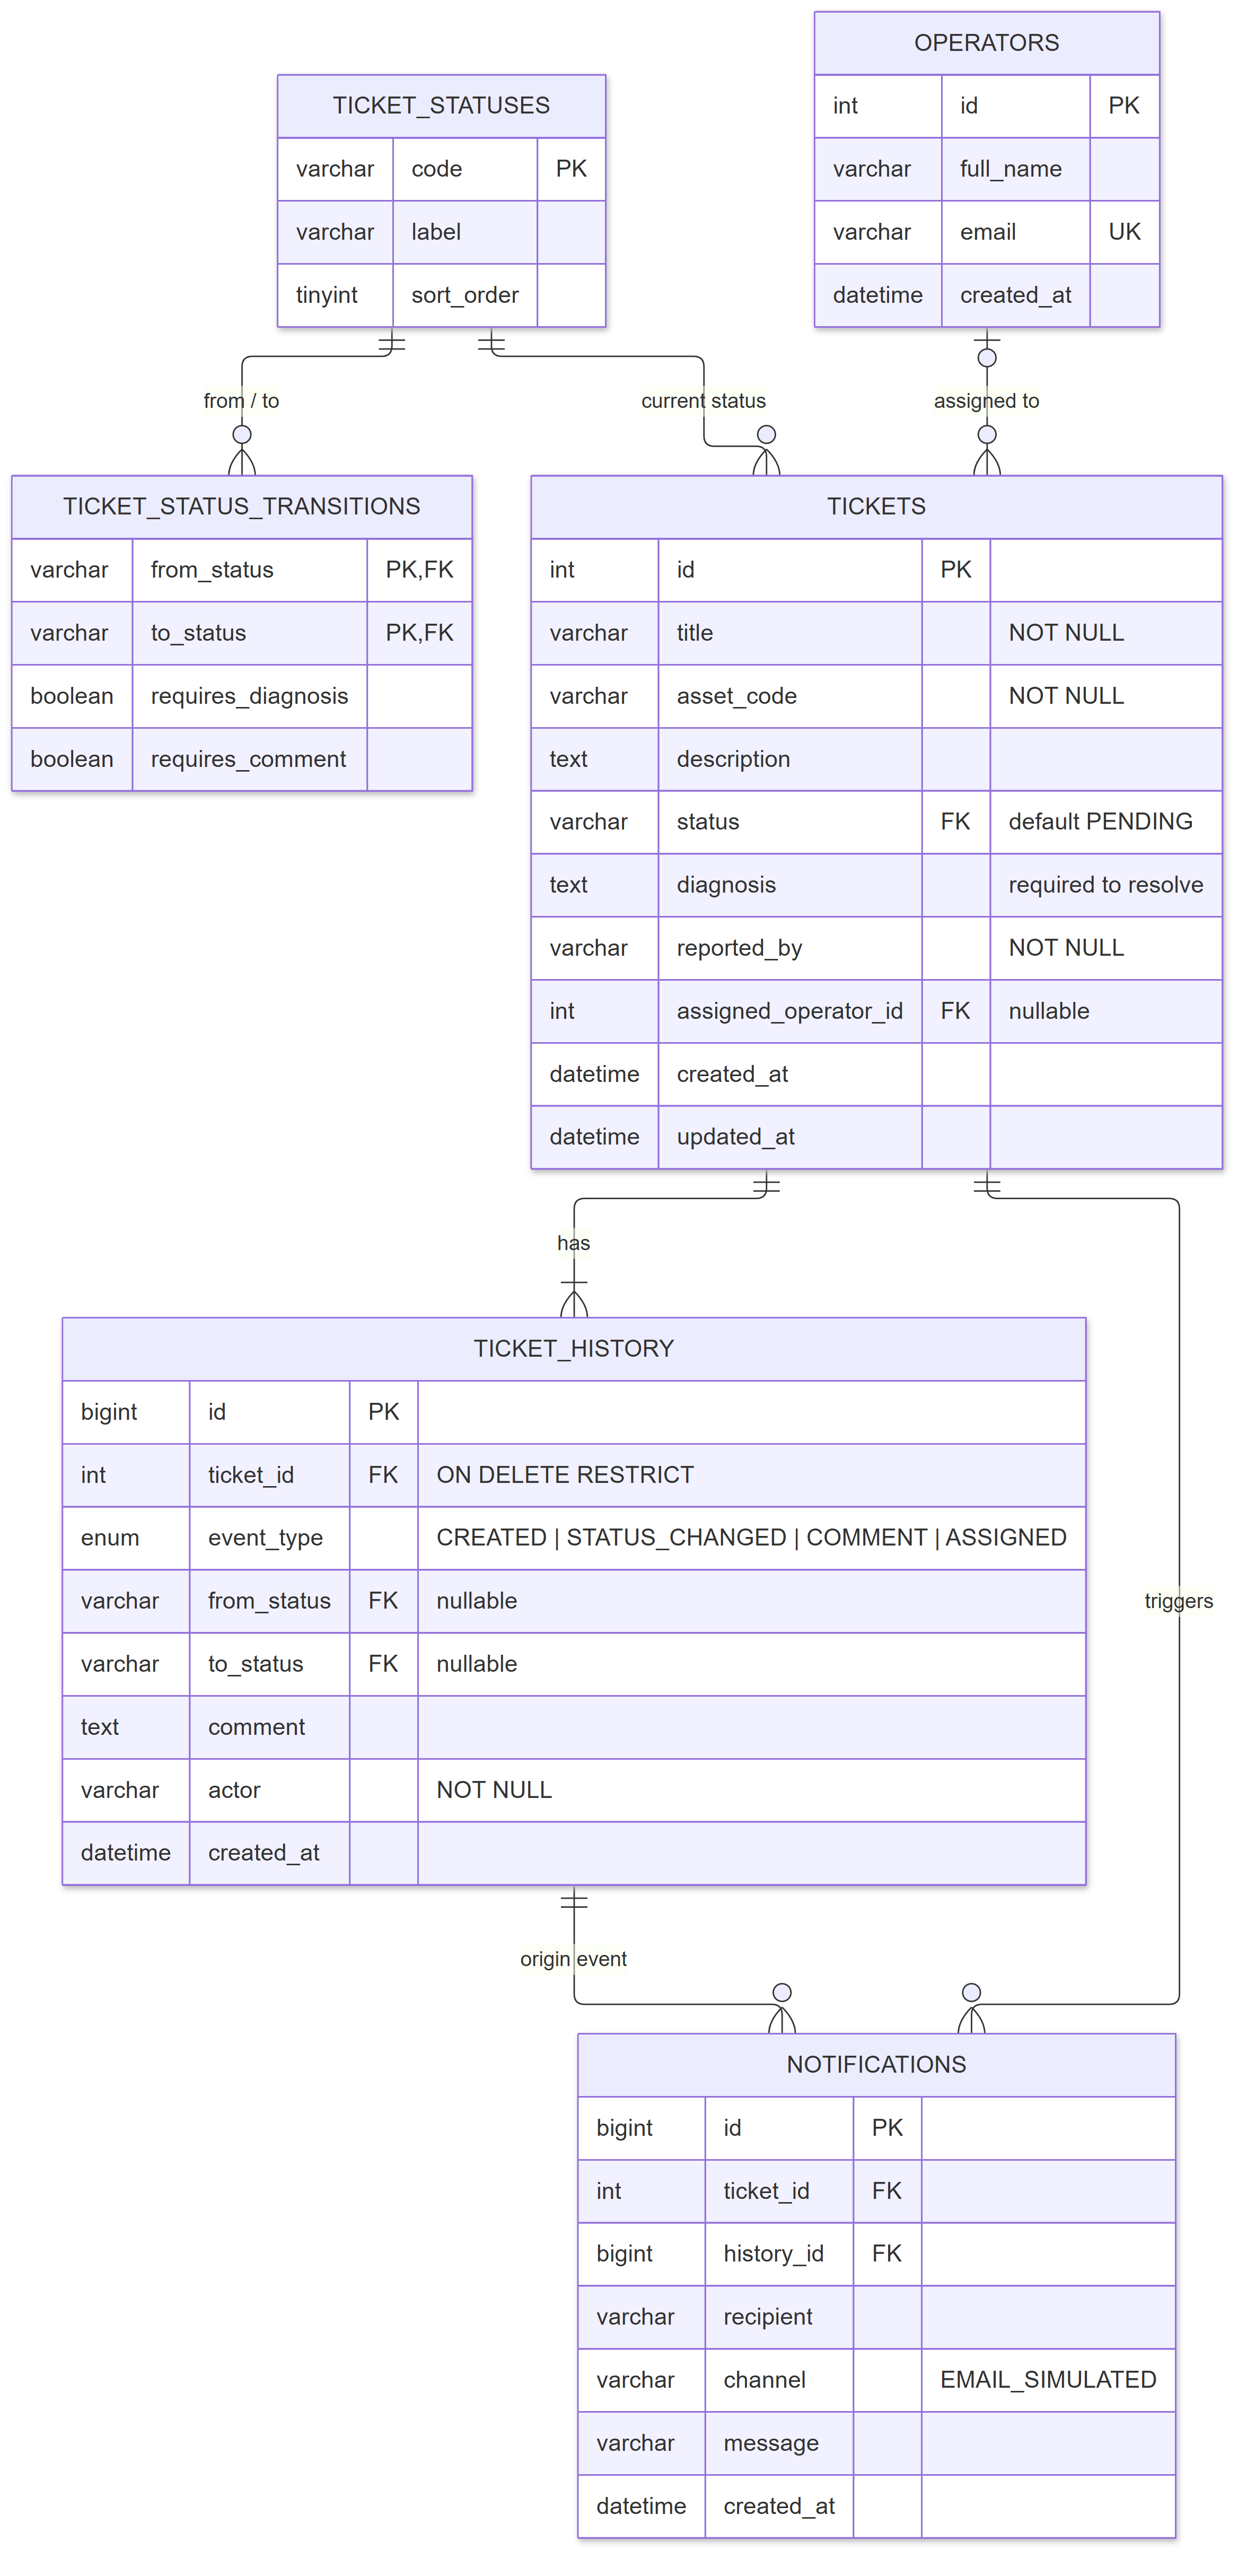 OPERATORS
int id PK
varchar full_name
varchar email UK
datetime created_at
TICKET_STATUSES
varchar code PK
varchar label
tinyint sort_order
from / to
current status
assigned to
TICKET_STATUS_TRANSITIONS
varchar from_status PK,FK
varchar to_status PK,FK
boolean requires_diagnosis
boolean requires_comment
TICKETS
int id PK
varchar title NOT NULL
varchar asset_code NOT NULL
text description
varchar status FK default PENDING
text diagnosis required to resolve
varchar reported_by NOT NULL
int assigned_operator_id FK nullable
datetime created_at
datetime updated_at
has
TICKET_HISTORY
bigint id PK
int ticket_id FK ON DELETE RESTRICT
enum event_type CREATED | STATUS_CHANGED | COMMENT | ASSIGNED
varchar from_status FK nullable
varchar to_status FK nullable
text comment
varchar actor NOT NULL
datetime created_at
triggers
origin event
NOTIFICATIONS
bigint id PK
int ticket_id FK
bigint history_id FK
varchar recipient
varchar channel EMAIL_SIMULATED
varchar message
datetime created_at